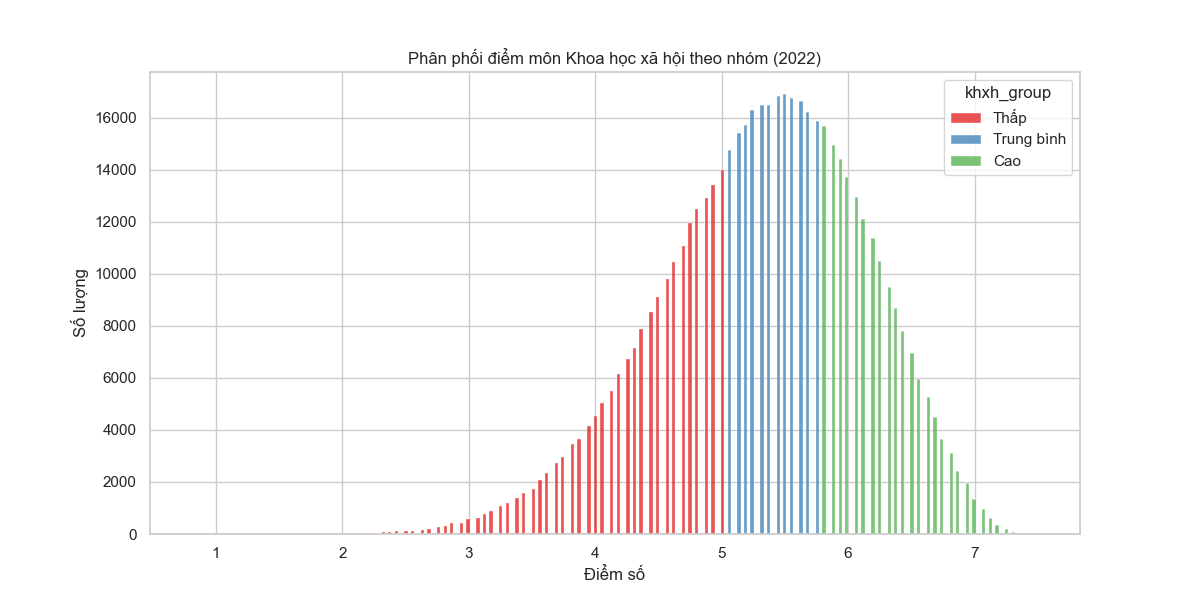 Phân phối điểm môn Khoa học xã hội theo nhóm (2022)
khxh_group
Thấp
Trung bình
Cao
Số lượng
16000
14000
12000
10000
8000
6000
4000
2000
0
1 2 3 4 5 6 7
Điểm số